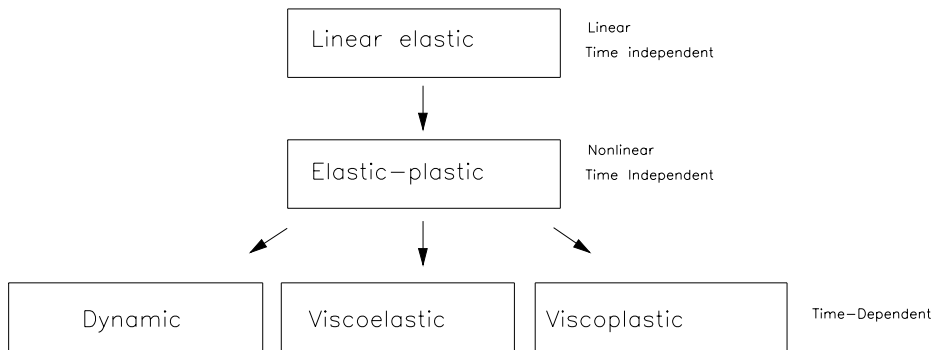 Linear elastic
Linear
Time independent
Elastic-plastic
Nonlinear
Time Independent
Dynamic
Viscoelastic
Viscoplastic
Time-Dependent